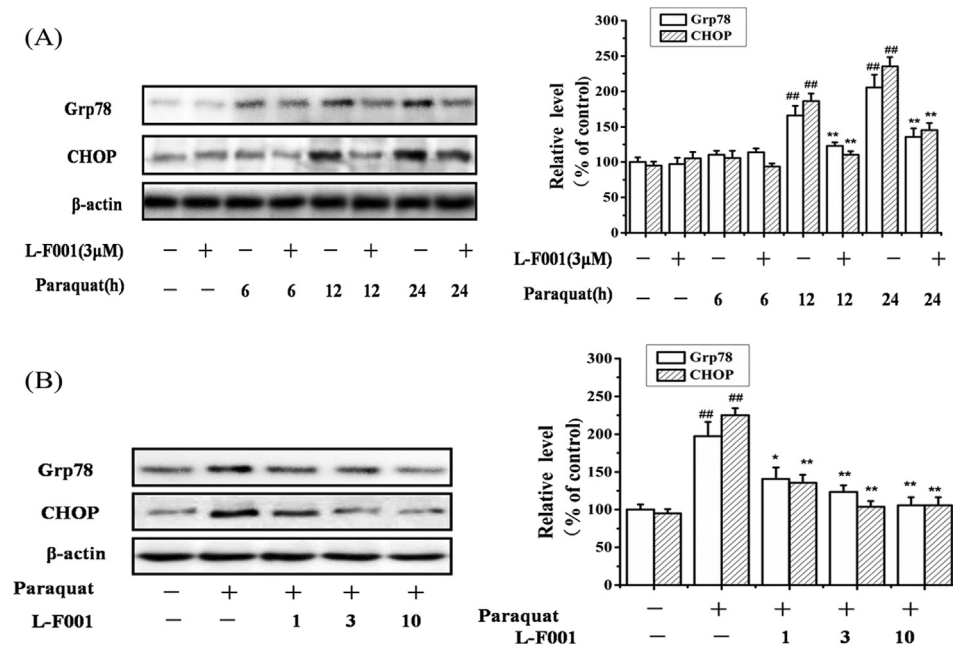 (A)
Grp78
CHOP
β-actin
L-F001(3μM) − + − + − + − +
Paraquat(h) − − 6 6 12 12 24 24
Grp78
CHOP
Relative level
( % of control)
300
250
200
150
100
50
0
## ## ** ** ## ## ** **
L-F001(3μM) − + − + − + − +
Paraquat(h) − − 6 6 12 12 24 24
(B)
Grp78
CHOP
β-actin
Paraquat − + + + +
L-F001 − − 1 3 10
Grp78
CHOP
Relative level
( % of control)
300
250
200
150
100
50
0
## ## * ** ** ** ** **
Paraquat − + + + +
L-F001 − − 1 3 10